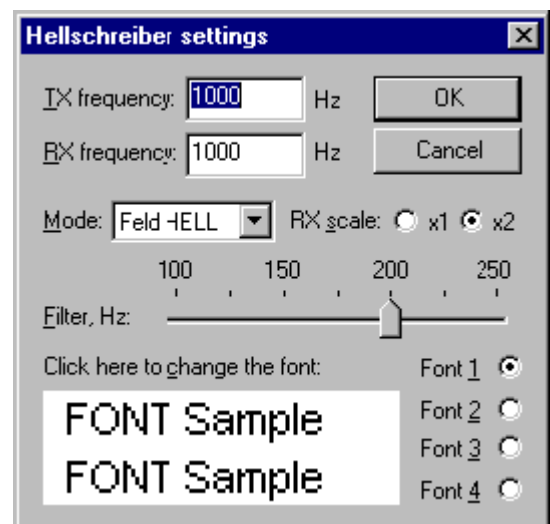 Hellschreiber settings
TX frequency: 1000 Hz OK
RX frequency: 1000 Hz Cancel
Mode: Feld HELL RX scale: x1 x2
100 150 200 250
Filter, Hz:
Click here to change the font: Font 1
FONT Sample Font 2
Font 3
FONT Sample Font 4